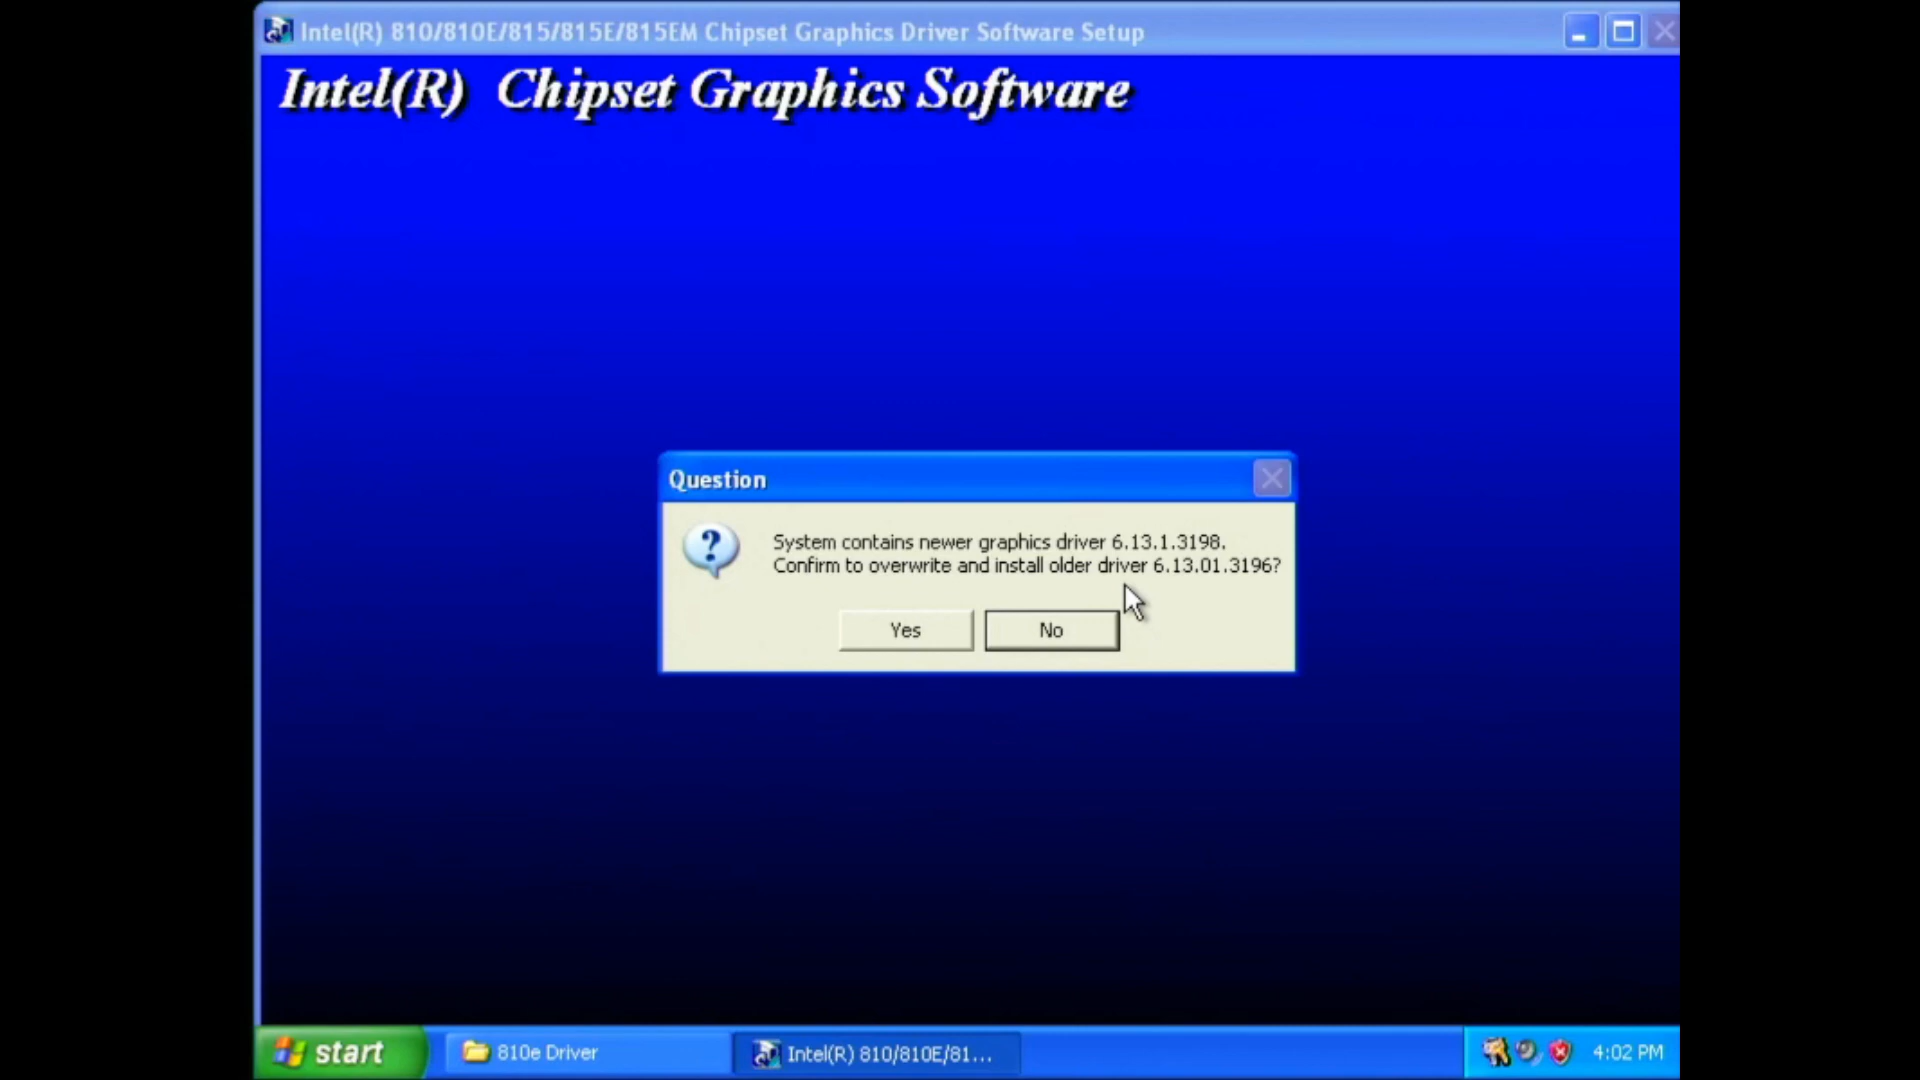 Intel(R) 810/810E/815/815E/815EM Chipset Graphics Driver Software Setup
Intel(R) Chipset Graphics Software
Question
System contains newer graphics driver 6.13.1.3198.
Confirm to overwrite and install older driver 6.13.01.3196?
Yes No
start 810e Driver Intel(R) 810/810E/81... 4:02 PM